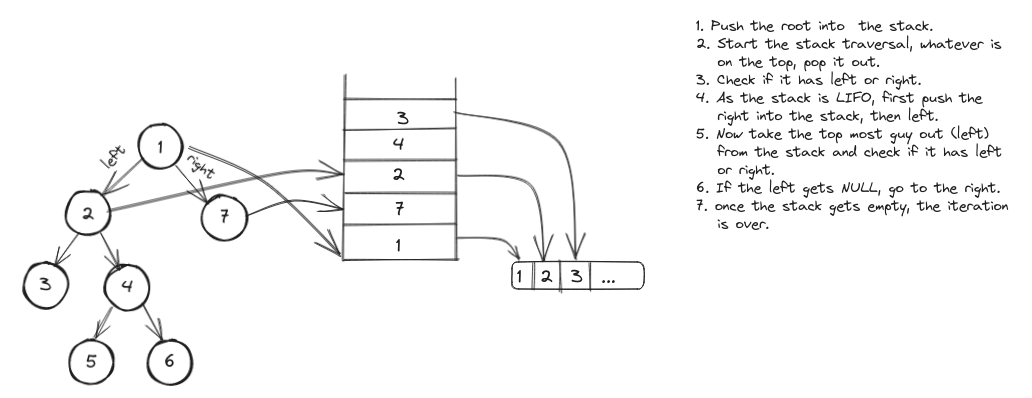 1
left
right
2
7
3
4
5
6
3
4
2
7
1
1 2 3 ...
1. Push the root into the stack.
2. Start the stack traversal, whatever is
on the top, pop it out.
3. Check if it has left or right.
4. As the stack is LIFO, first push the
right into the stack, then left.
5. Now take the top most guy out (left)
from the stack and check if it has left
or right.
6. If the left gets NULL, go to the right.
7. once the stack gets empty, the iteration
is over.